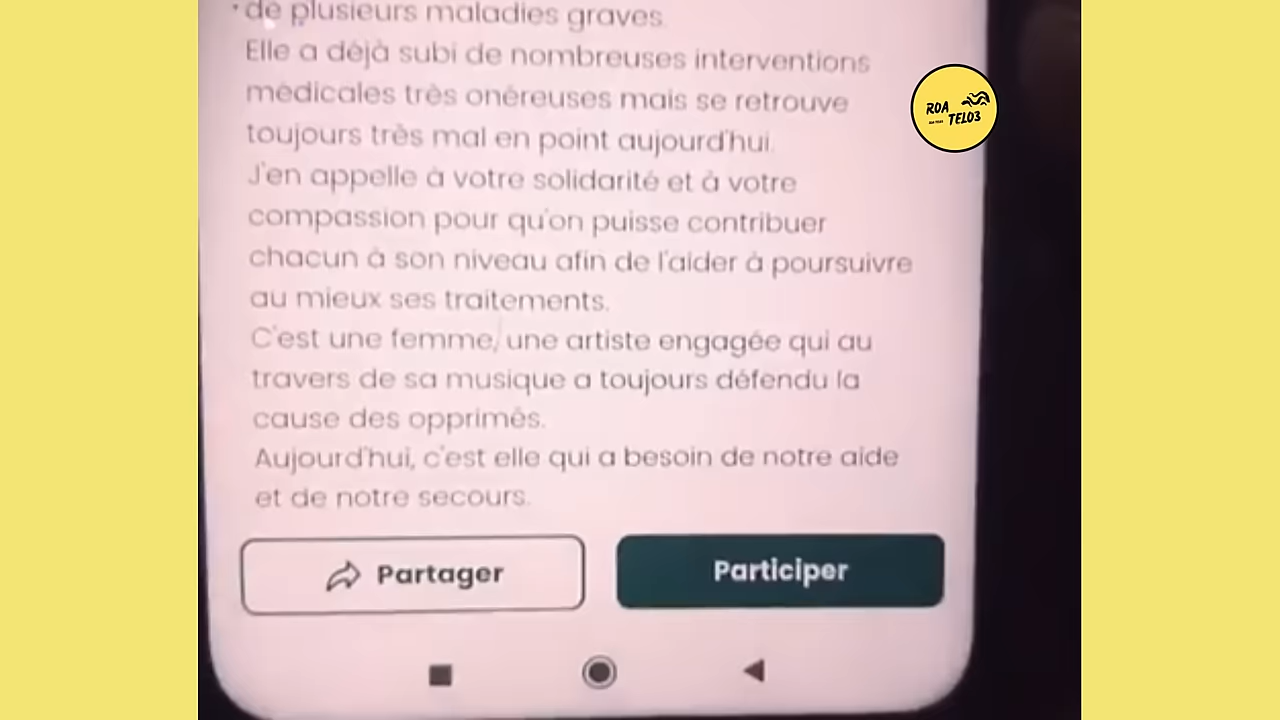 de plusieurs maladies graves.
Elle a déjà subi de nombreuses interventions
médicales très onéreuses mais se retrouve
toujours très mal en point aujourd'hui.
J'en appelle à votre solidarité et à votre
compassion pour qu'on puisse contribuer
chacun à son niveau afin de l'aider à poursuivre
au mieux ses traitements.
C'est une femme, une artiste engagée qui au
travers de sa musique a toujours défendu la
cause des opprimés.
Aujourd'hui, c'est elle qui a besoin de notre aide
et de notre secours.
Partager
Participer
ROA
TELO3